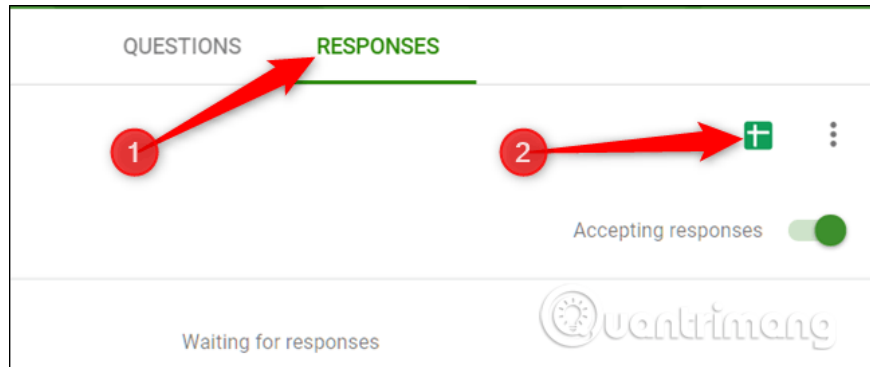 QUESTIONS RESPONSES
1
2
Accepting responses
Waiting for responses
Quantrimang